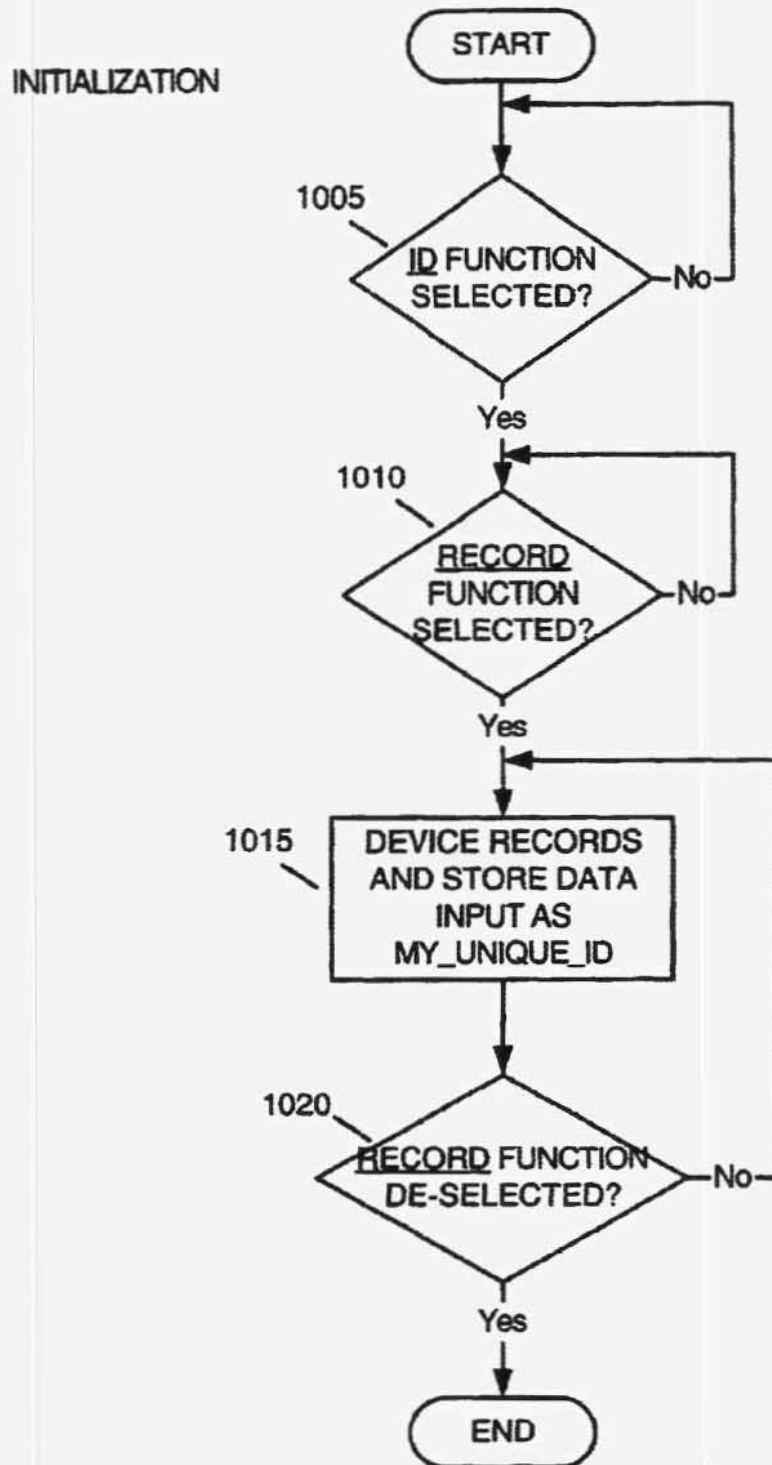 START
INITIALIZATION
1005
ID FUNCTION
SELECTED?
No
Yes
1010
RECORD
FUNCTION
SELECTED?
No
Yes
1015
DEVICE RECORDS
AND STORE DATA
INPUT AS
MY_UNIQUE_ID
1020
RECORD FUNCTION
DE-SELECTED?
No
Yes
END